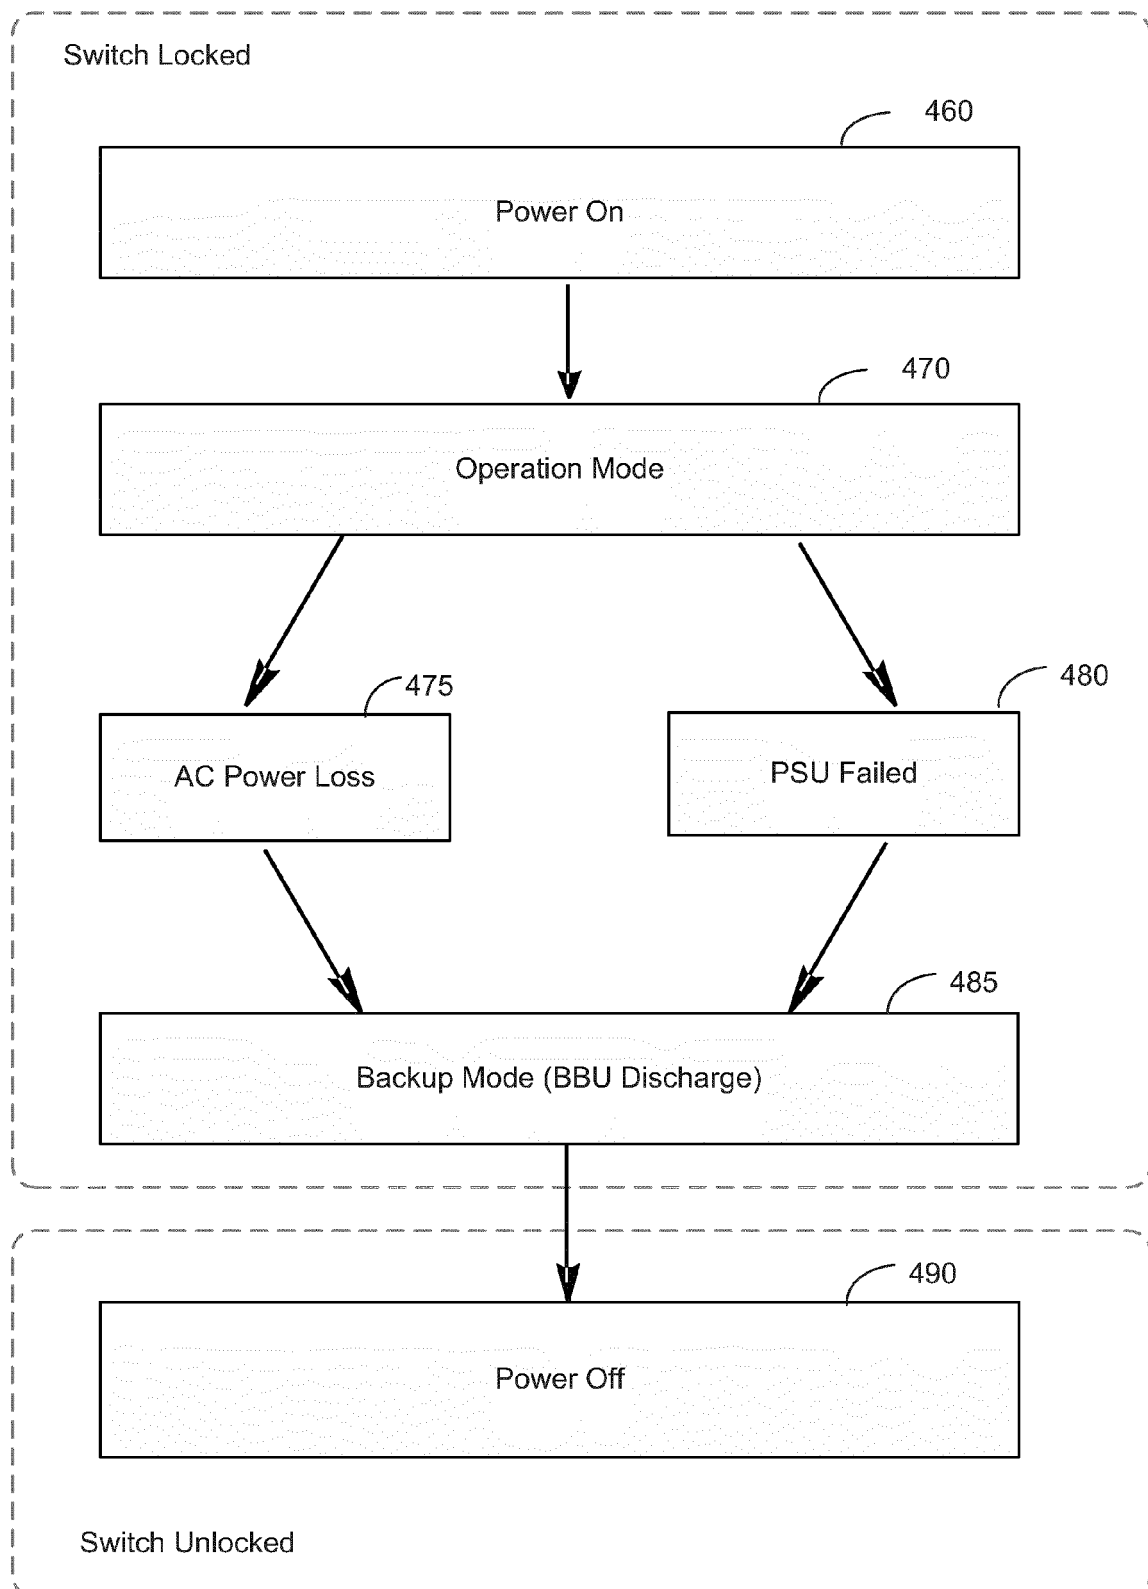 Switch Locked
460
Power On
470
Operation Mode
475
480
AC Power Loss
PSU Failed
485
Backup Mode (BBU Discharge)
490
Power Off
Switch Unlocked